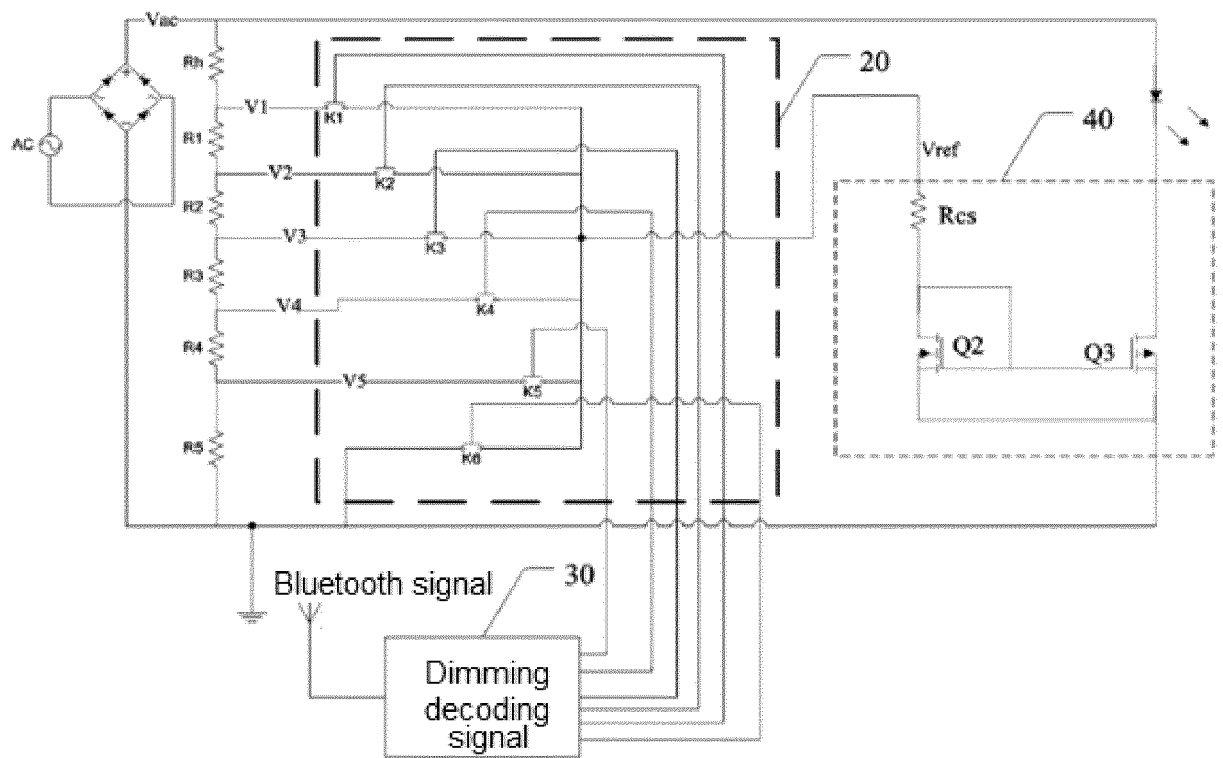 Vac
Rh
20
V1
K1
40
R1
AC
Vref
V2
K2
R2
Rcs
V3
K3
R3
V4
K4
R4
Q2
Q3
V5
K5
R5
K6
Bluetooth signal
30
Dimming
decoding
signal